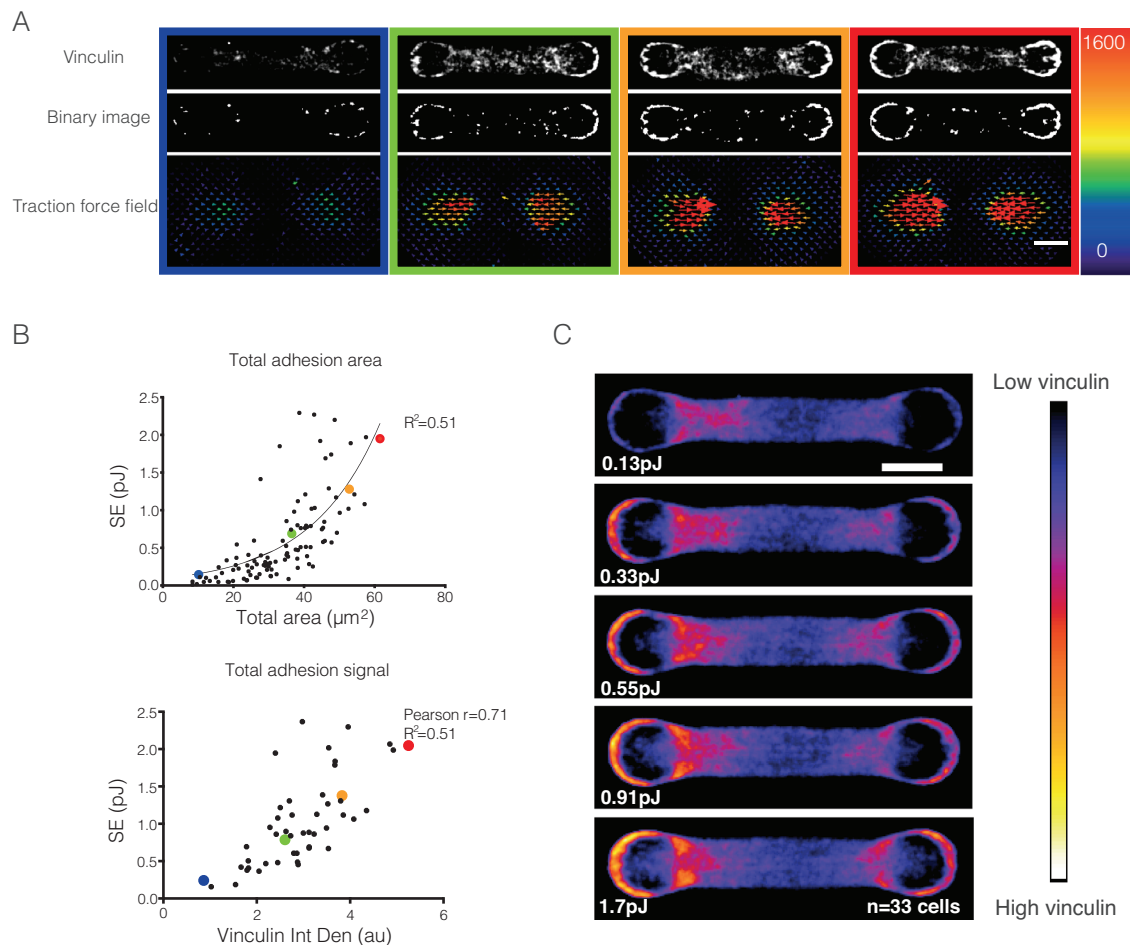 A
Vinculin
Binary image
Traction force field
1600
0
B
Total adhesion area
2.5
2.0
1.5
1.0
0.5
0.0
SE (pJ)
R²=0.51
0 20 40 60 80
Total area (µm²)
Total adhesion signal
2.5
2.0
1.5
1.0
0.5
0.0
SE (pJ)
Pearson r=0.71
R²=0.51
0 2 4 6
Vinculin Int Den (au)
C
0.13pJ
0.33pJ
0.55pJ
0.91pJ
1.7pJ
n=33 cells
Low vinculin
High vinculin